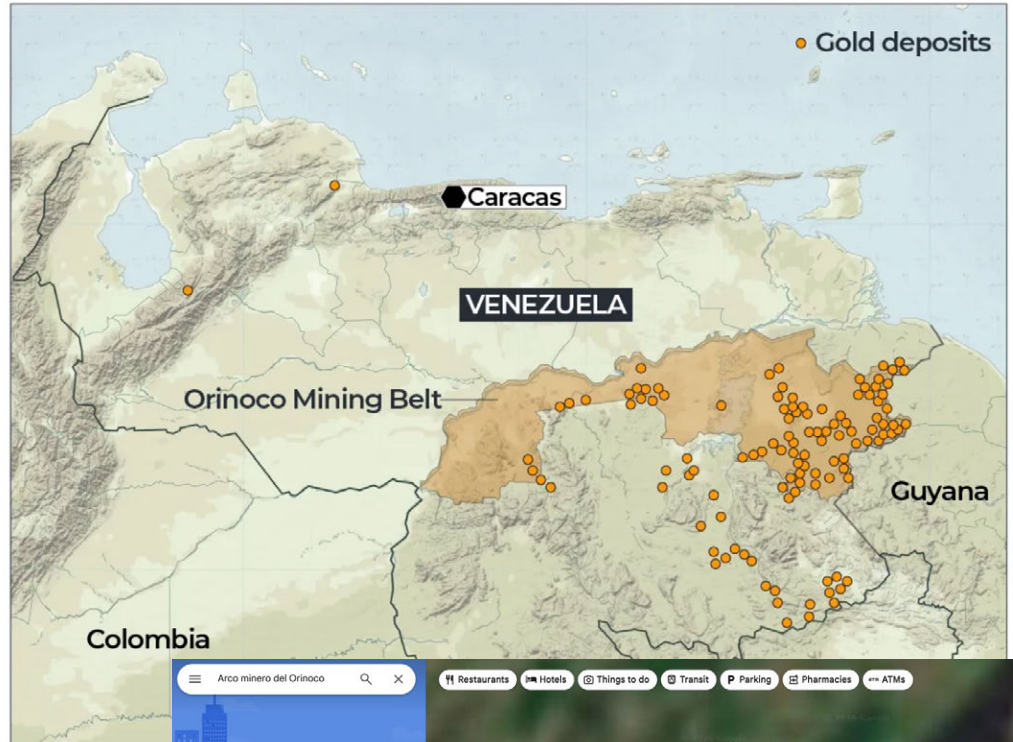 Gold deposits
Caracas
VENEZUELA
Orinoco Mining Belt
Guyana
Colombia
Arco minero del Orinoco
Restaurants
Hotels
Things to do
Transit
Parking
Pharmacies
ATMs